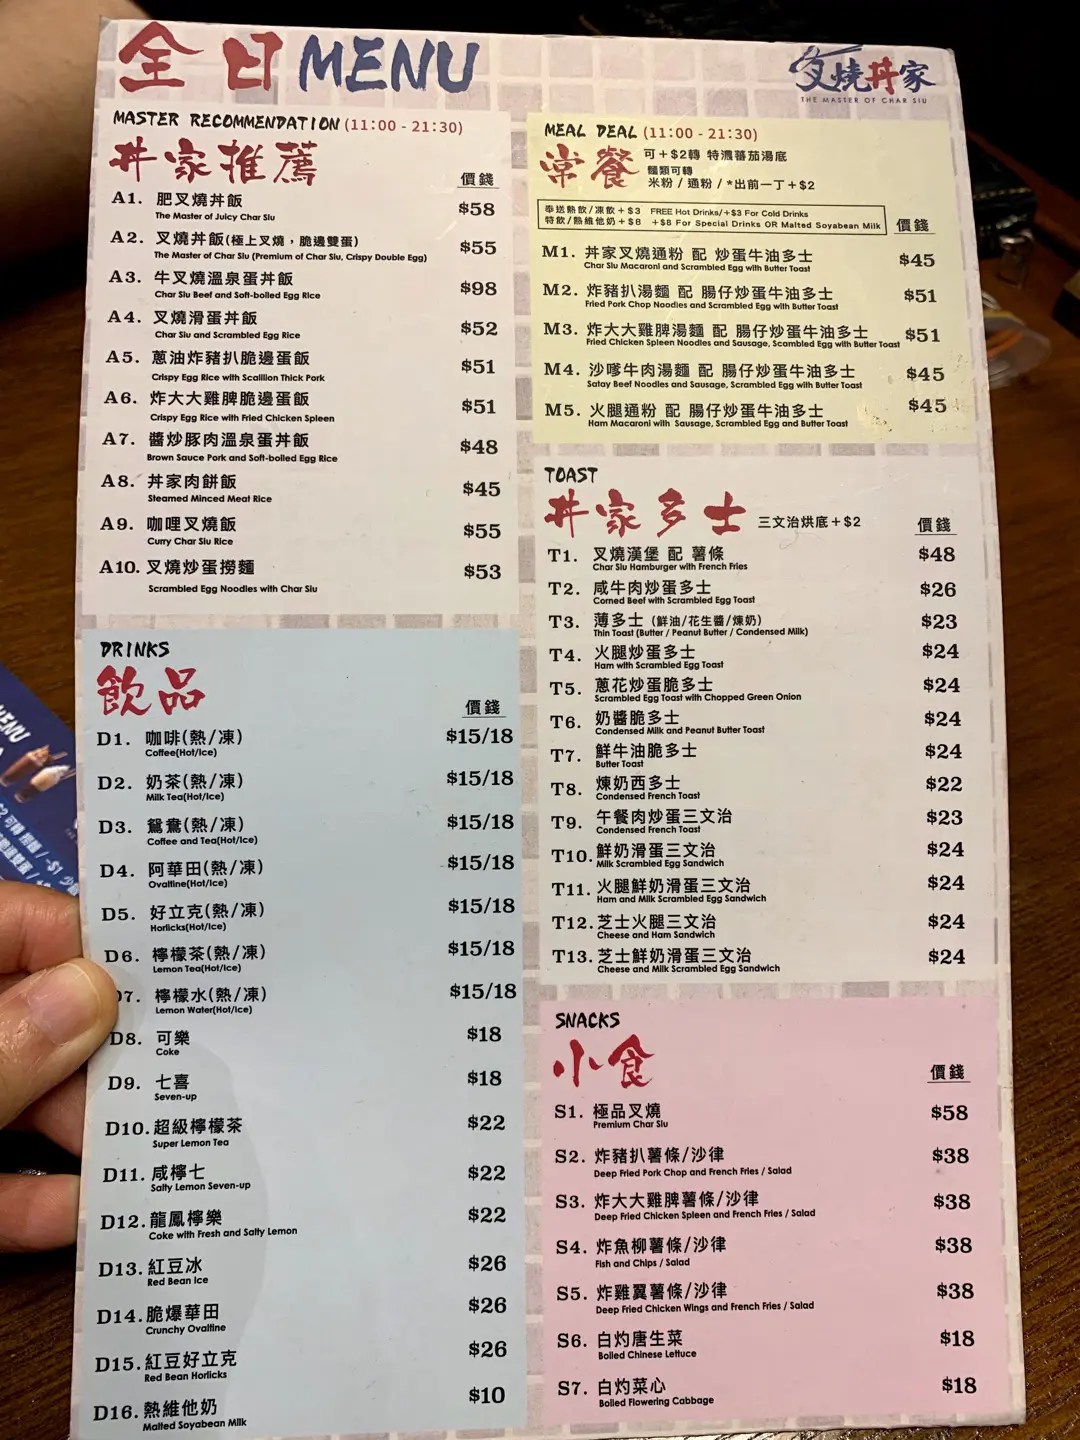 全日MENU
叉燒丼家
THE MASTER OF CHAR SIU
MASTER RECOMMENDATION (11:00 - 21:30)
丼家推薦
價錢
A1. 肥叉燒丼飯 $58
The Master of Juicy Char Siu
A2. 叉燒丼飯(極上叉燒，脆邊雙蛋) $55
The Master of Char Siu (Premium of Char Siu, Crispy Double Egg)
A3. 牛叉燒溫泉蛋丼飯 $98
Char Siu Beef and Soft-boiled Egg Rice
A4. 叉燒滑蛋丼飯 $52
Char Siu and Scrambled Egg Rice
A5. 蔥油炸豬扒脆邊蛋飯 $51
Crispy Egg Rice with Scallion Thick Pork
A6. 炸大大雞脾脆邊蛋飯 $51
Crispy Egg Rice with Fried Chicken Spleen
A7. 醬炒豚肉溫泉蛋丼飯 $48
Brown Sauce Pork and Soft-boiled Egg Rice
A8. 丼家肉餅飯 $45
Steamed Minced Meat Rice
A9. 咖哩叉燒飯 $55
Curry Char Siu Rice
A10. 叉燒炒蛋撈麵 $53
Scrambled Egg Noodles with Char Siu
DRINKS
飲品
價錢
D1. 咖啡(熱/凍) $15/18
Coffee(Hot/Ice)
D2. 奶茶(熱/凍) $15/18
Milk Tea(Hot/Ice)
D3. 鴛鴦(熱/凍) $15/18
Coffee and Tea(Hot/Ice)
D4. 阿華田(熱/凍) $15/18
Ovaltine(Hot/Ice)
D5. 好立克(熱/凍) $15/18
Horlicks(Hot/Ice)
D6. 檸檬茶(熱/凍) $15/18
Lemon Tea(Hot/Ice)
07. 檸檬水(熱/凍) $15/18
Lemon Water(Hot/Ice)
D8. 可樂 $18
Coke
D9. 七喜 $18
Seven-up
D10. 超級檸檬茶 $22
Super Lemon Tea
D11. 咸檸七 $22
Salty Lemon Seven-up
D12. 龍鳳檸樂 $22
Coke with Fresh and Salty Lemon
D13. 紅豆冰 $26
Red Bean Ice
D14. 脆爆華田 $26
Crunchy Ovaltine
D15. 紅豆好立克 $26
Red Bean Horlicks
D16. 熱維他奶 $10
Malted Soyabean Milk
MEAL DEAL (11:00 - 21:30)
常餐
可+$2轉 特濃蕃茄湯底
麵類可轉
米粉 / 通粉 / *出前一丁+$2
奉送熱飲/凍飲+$3 FREE Hot Drinks/+$3 For Cold Drinks
特飲/熱維他奶+$8 +$8 For Special Drinks OR Malted Soyabean Milk
價錢
M1. 丼家叉燒通粉 配 炒蛋牛油多士 $45
Char Siu Macaroni and Scrambled Egg with Butter Toast
M2. 炸豬扒湯麵 配 腸仔炒蛋牛油多士 $51
Fried Pork Chop Noodles and Scrambled Egg with Butter Toast
M3. 炸大大雞脾湯麵 配 腸仔炒蛋牛油多士 $51
Fried Chicken Spleen Noodles and Sausage, Scambled Egg with Butter Toast
M4. 沙嗲牛肉湯麵 配 腸仔炒蛋牛油多士 $45
Satay Beef Noodles and Sausage, Scrambled Egg with Butter Toast
M5. 火腿通粉 配 腸仔炒蛋牛油多士 $45
Ham Macaroni with Sausage, Scrambled Egg and Butter Toast
TOAST
丼家多士
三文治烘底+$2
價錢
T1. 叉燒漢堡 配 薯條 $48
Char Siu Hamburger with French Fries
T2. 咸牛肉炒蛋多士 $26
Corned Beef with Scrambled Egg Toast
T3. 薄多士 (鮮油/花生醬/煉奶) $23
Thin Toast (Butter / Peanut Butter / Condensed Milk)
T4. 火腿炒蛋多士 $24
Ham with Scrambled Egg Toast
T5. 蔥花炒蛋脆多士 $24
Scrambled Egg Toast with Chopped Green Onion
T6. 奶醬脆多士 $24
Condensed Milk and Peanut Butter Toast
T7. 鮮牛油脆多士 $24
Butter Toast
T8. 煉奶西多士 $22
Condensed French Toast
T9. 午餐肉炒蛋三文治 $23
Condensed French Toast
T10. 鮮奶滑蛋三文治 $24
Milk Scrambled Egg Sandwich
T11. 火腿鮮奶滑蛋三文治 $24
Ham and Milk Scrambled Egg Sandwich
T12. 芝士火腿三文治 $24
Cheese and Ham Sandwich
T13. 芝士鮮奶滑蛋三文治 $24
Cheese and Milk Scrambled Egg Sandwich
SNACKS
小食
價錢
S1. 極品叉燒 $58
Premium Char Siu
S2. 炸豬扒薯條/沙律 $38
Deep Fried Pork Chop and French Fries / Salad
S3. 炸大大雞脾薯條/沙律 $38
Deep Fried Chicken Spleen and French Fries / Salad
S4. 炸魚柳薯條/沙律 $38
Fish and Chips / Salad
S5. 炸雞翼薯條/沙律 $38
Deep Fried Chicken Wings and French Fries / Salad
S6. 白灼唐生菜 $18
Boiled Chinese Lettuce
S7. 白灼菜心 $18
Boiled Flowering Cabbage